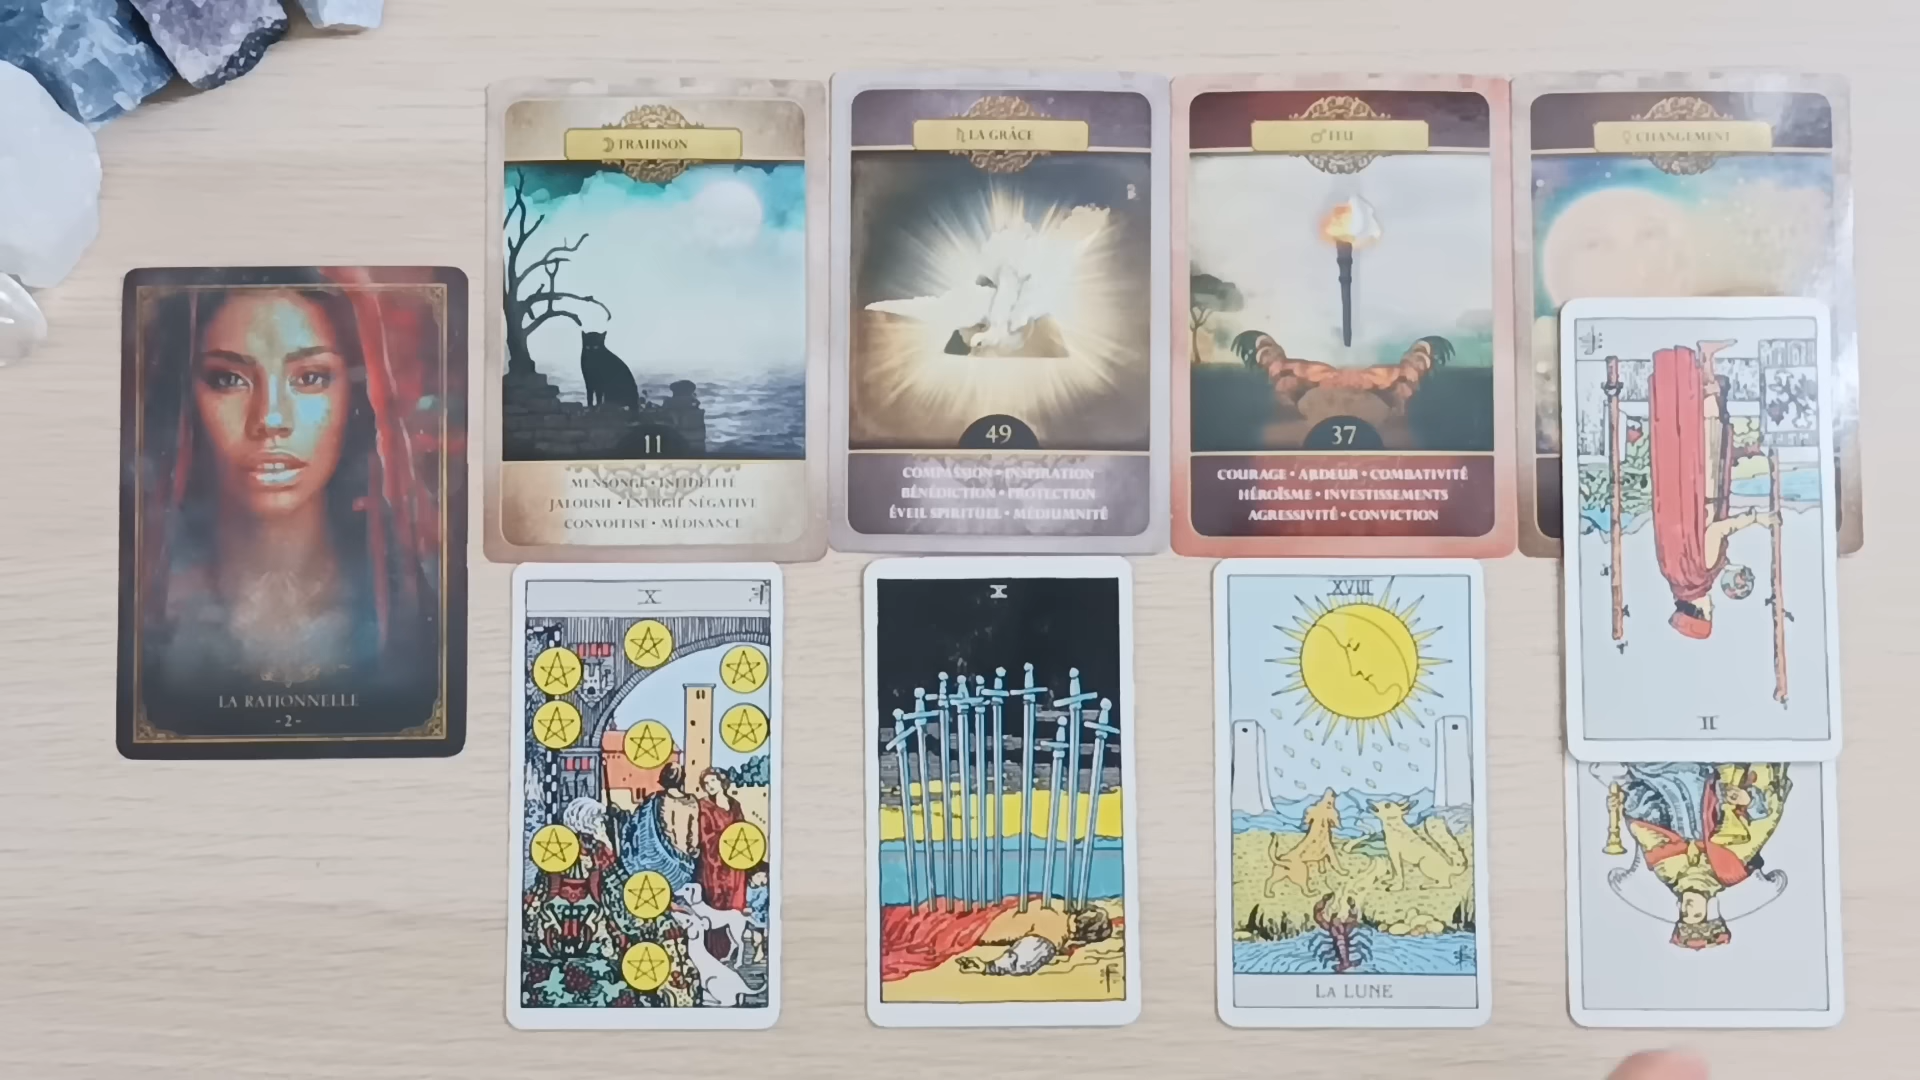 TRAHISON
11
MENSONGE • INFIDÉLITÉ
JALOUSIE • ÉNERGIE NÉGATIVE
CONVOITISE • MÉDISANCE
LA GRÂCE
49
COMPASSION • INSPIRATION
BÉNÉDICTION • PROTECTION
ÉVEIL SPIRITUEL • MÉDIUMNITÉ
FEU
37
COURAGE • ARDEUR • COMBATIVITÉ
HÉROÏSME • INVESTISSEMENTS
AGRESSIVITÉ • CONVICTION
CHANGEMENT
LA RATIONNELLE
- 2 -
X
X
XVIII
LA LUNE
II